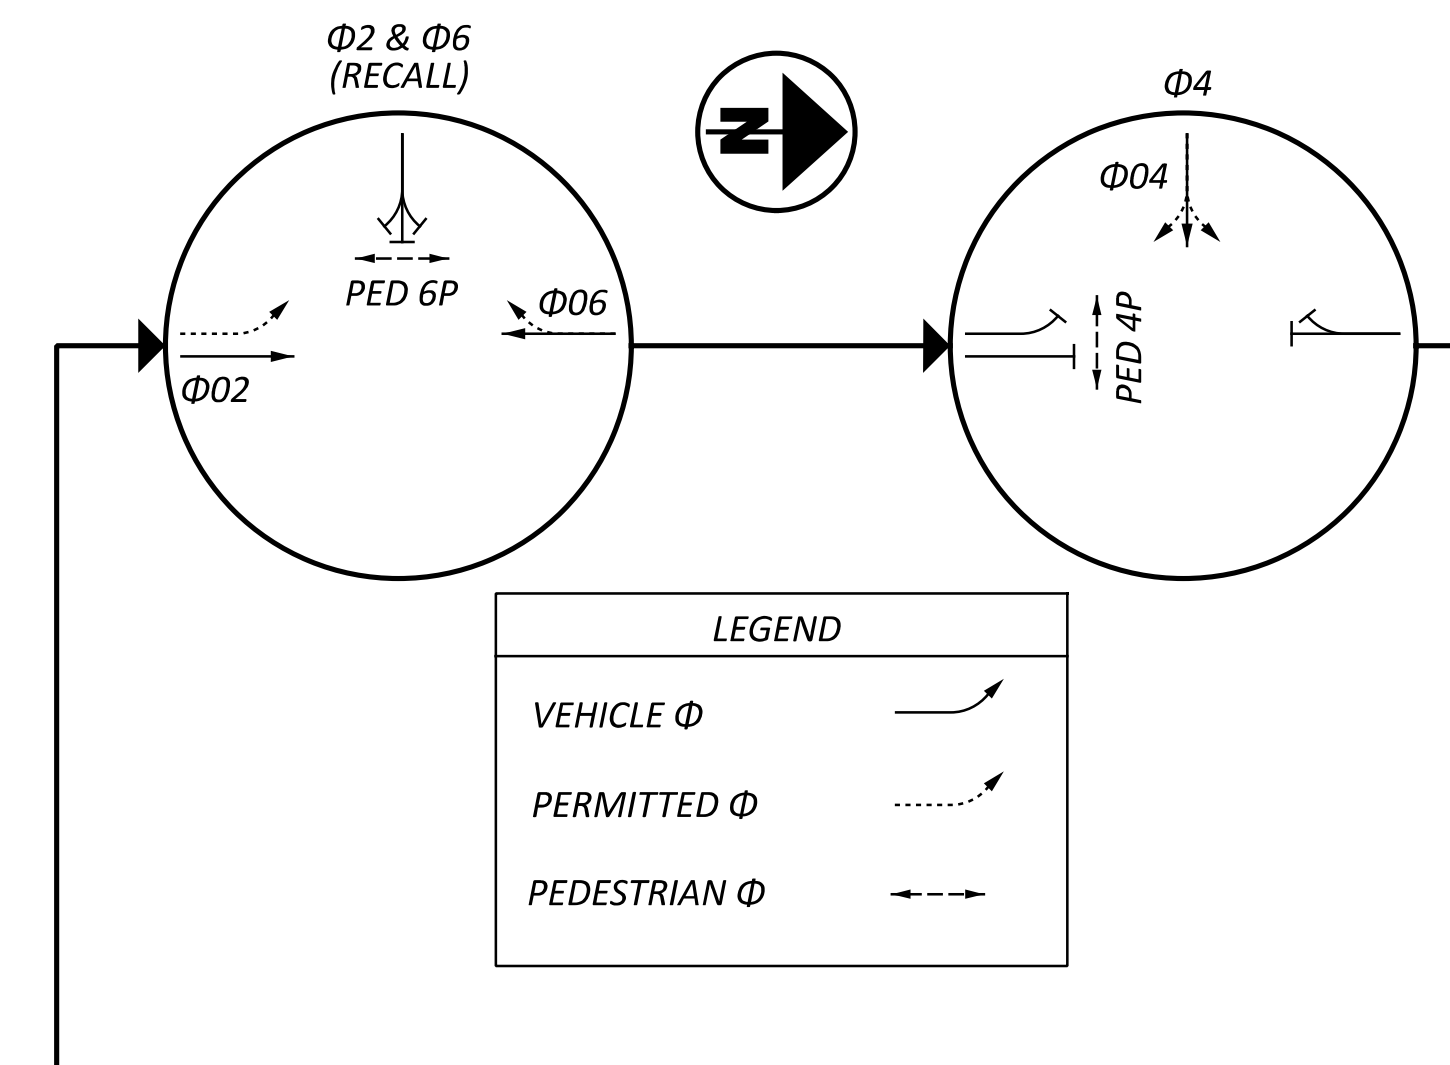 Φ2 & Φ6
(RECALL)
N
Φ4
Φ04
PED 6P
Φ06
Φ02
PED 4P
LEGEND
VEHICLE Φ
PERMITTED Φ
PEDESTRIAN Φ